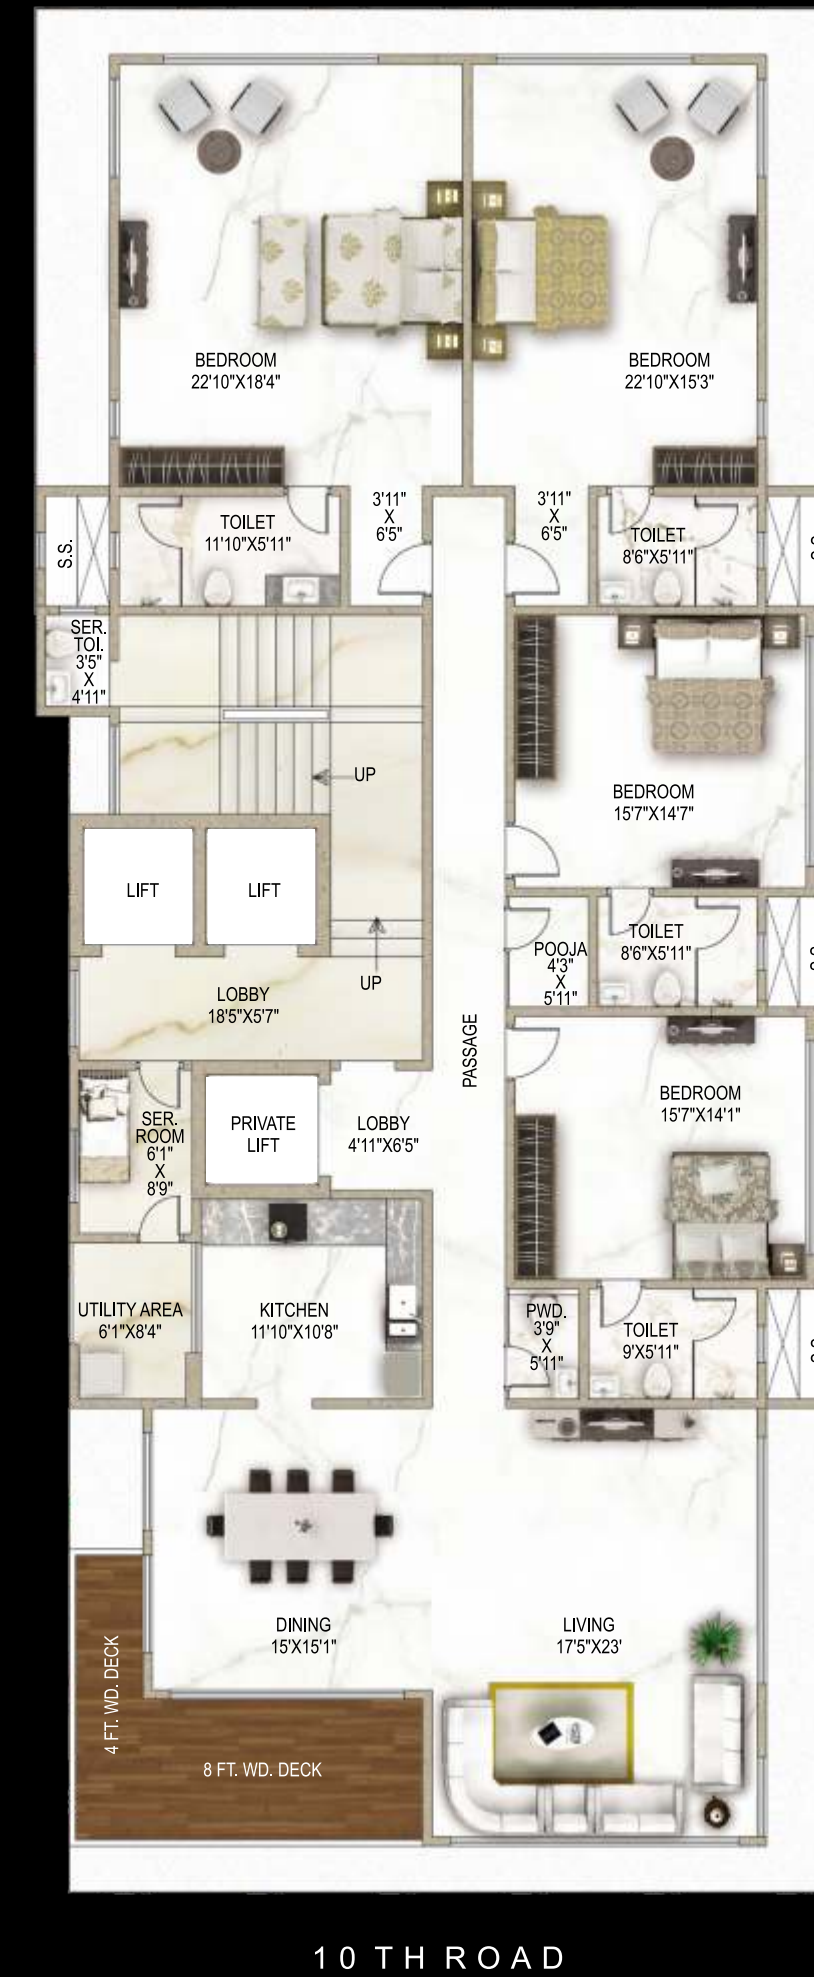 BEDROOM
22'10"X18'4"
BEDROOM
22'10"X15'3"
TOILET
11'10"X5'11"
3'11"
X
6'5"
3'11"
X
6'5"
TOILET
8'6"X5'11"
S.S.
SER.
TOI.
3'5"
X
4'11"
UP
BEDROOM
15'7"X14'7"
LIFT
LIFT
UP
POOJA
4'3"
X
5'11"
TOILET
8'6"X5'11"
LOBBY
18'5"X5'7"
PASSAGE
BEDROOM
15'7"X14'1"
SER.
ROOM
6'1"
X
8'9"
PRIVATE
LIFT
LOBBY
4'11"X6'5"
UTILITY AREA
6'1"X8'4"
KITCHEN
11'10"X10'8"
PWD.
3'9"
X
5'11"
TOILET
9'X5'11"
DINING
15'X15'1"
LIVING
17'5"X23'
4 FT. WD. DECK
8 FT. WD. DECK
10 TH ROAD